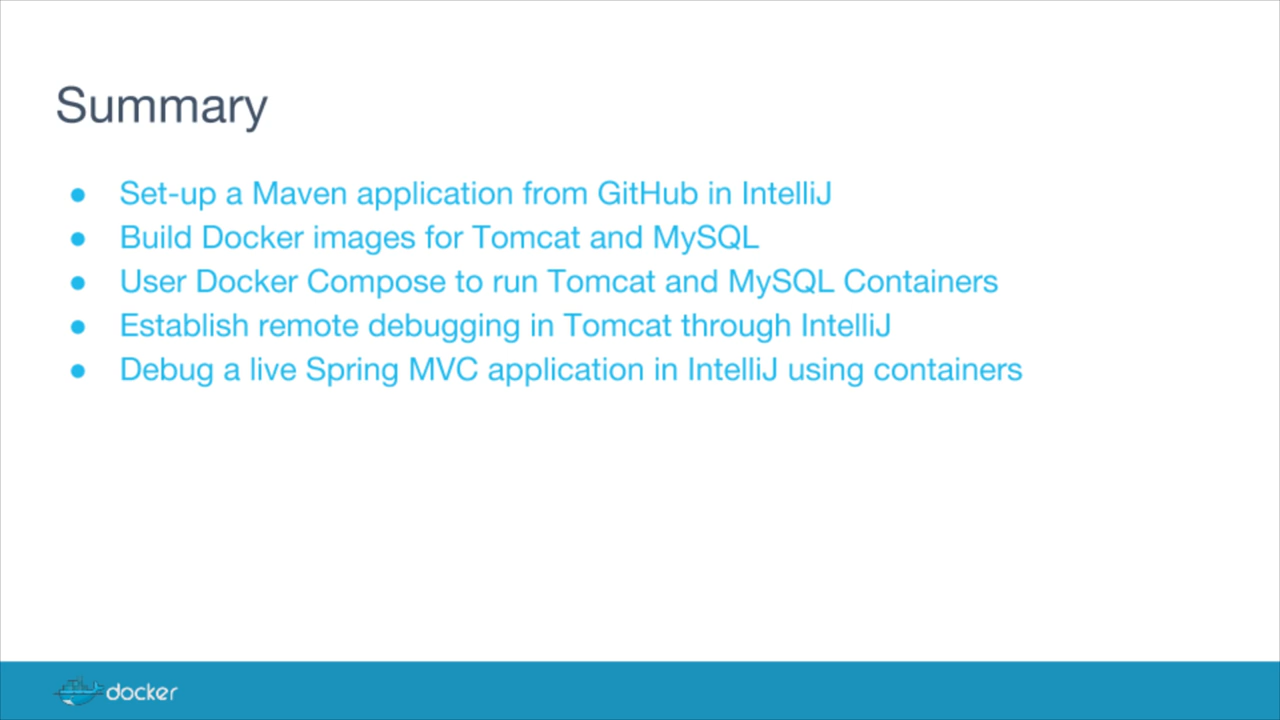 Summary
● Set-up a Maven application from GitHub in IntelliJ
● Build Docker images for Tomcat and MySQL
● User Docker Compose to run Tomcat and MySQL Containers
● Establish remote debugging in Tomcat through IntelliJ
● Debug a live Spring MVC application in IntelliJ using containers
docker